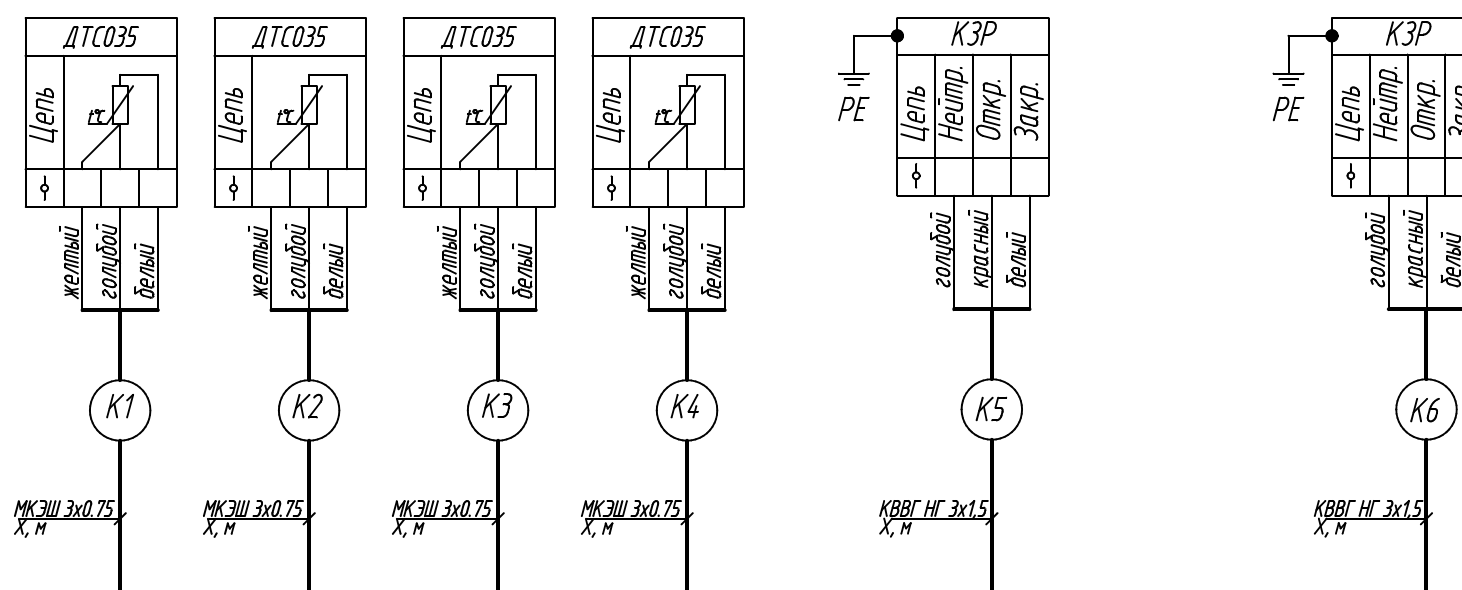 ДТС035
Цепь
t°C
желтый
голубой
белый
К1
МКЭШ 3х0.75
Х, м
ДТС035
Цепь
t°C
желтый
голубой
белый
К2
МКЭШ 3х0.75
Х, м
ДТС035
Цепь
t°C
желтый
голубой
белый
К3
МКЭШ 3х0.75
Х, м
ДТС035
Цепь
t°C
желтый
голубой
белый
К4
МКЭШ 3х0.75
Х, м
КЗР
PE
Цепь
Нейтр.
Откр.
Закр.
голубой
красный
белый
К5
КВВГ НГ 3х1,5
Х, м
КЗР
PE
Цепь
Нейтр.
Откр.
Закр.
голубой
красный
белый
К6
КВВГ НГ 3х1,5
Х, м